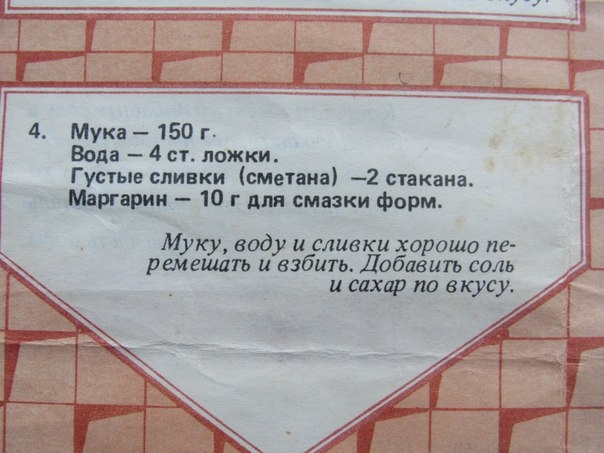 вкусу.
4. Мука — 150 г.
Вода — 4 ст. ложки.
Густые сливки (сметана) —2 стакана.
Маргарин — 10 г для смазки форм.
Муку, воду и сливки хорошо пе-
ремешать и взбить. Добавить соль
и сахар по вкусу.